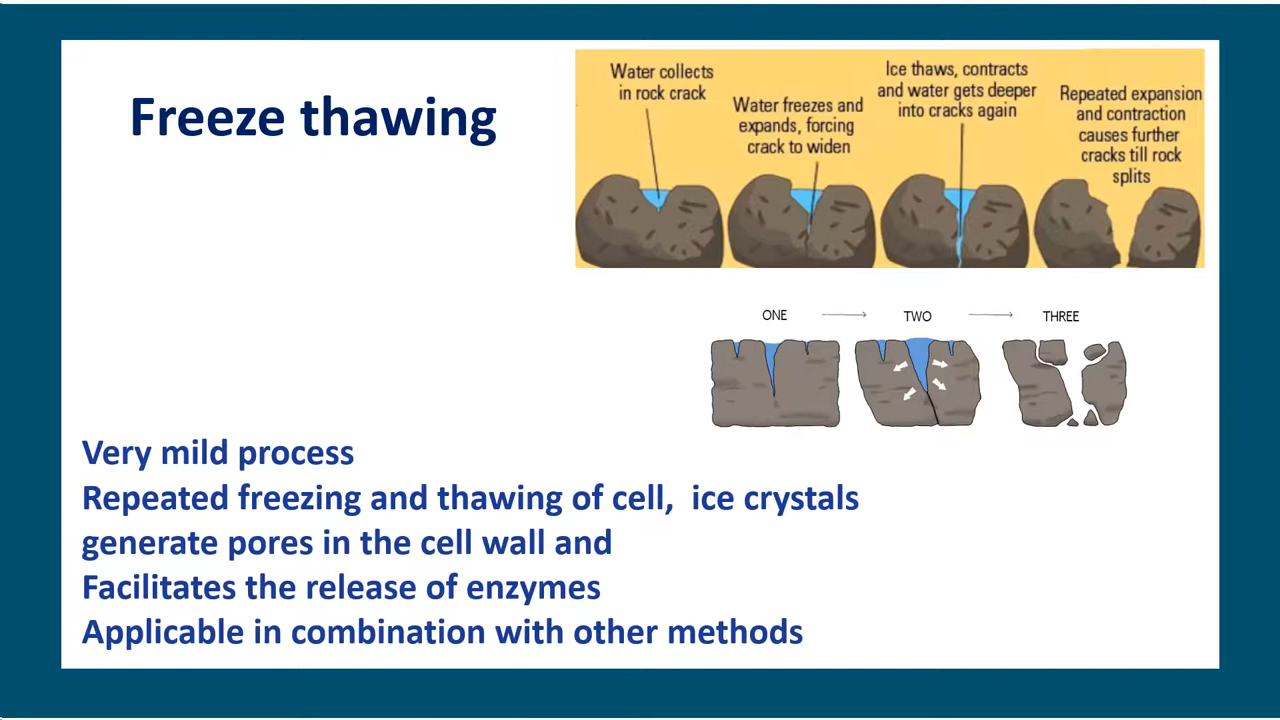 Freeze thawing
Water collects
in rock crack
Water freezes and
expands, forcing
crack to widen
Ice thaws, contracts
and water gets deeper
into cracks again
Repeated expansion
and contraction
causes further
cracks till rock
splits
ONE
TWO
THREE
Very mild process
Repeated freezing and thawing of cell,  ice crystals
generate pores in the cell wall and
Facilitates the release of enzymes
Applicable in combination with other methods